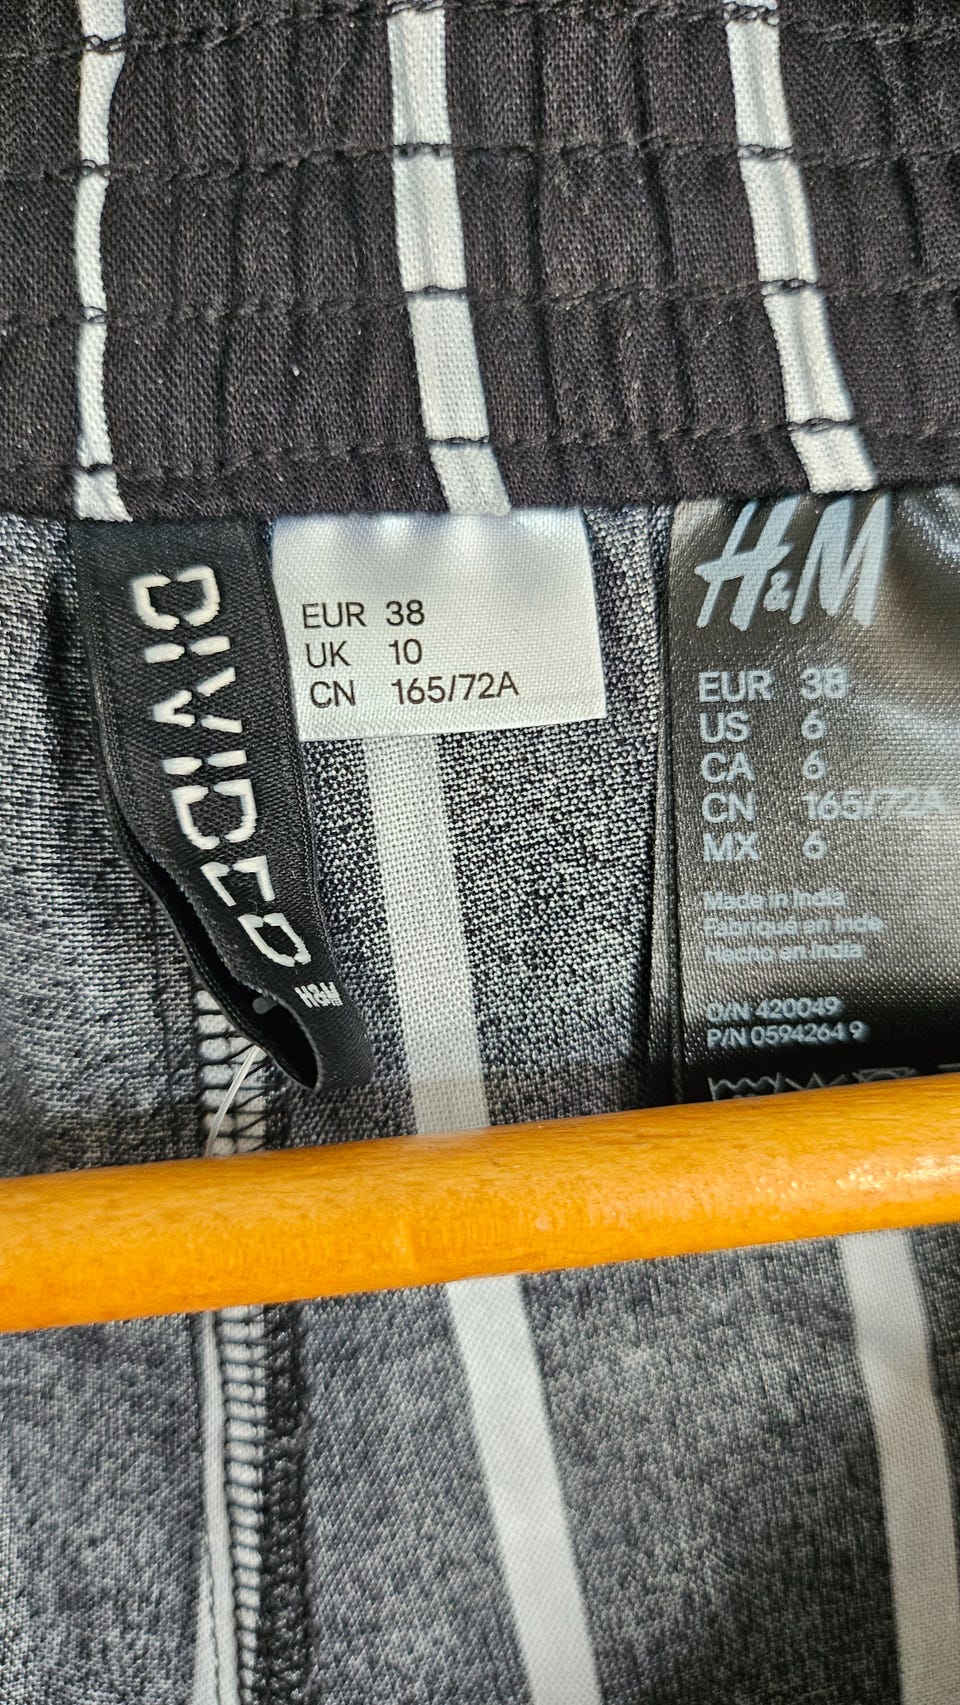 DIVIDED
H&M
EUR 38
UK 10
CN 165/72A
H&M
EUR 38
US 6
CA 6
CN 165/72A
MX 6
Made in India
Fabriqué en Inde
Hecho en India
O/N 420049
P/N 0594264 9